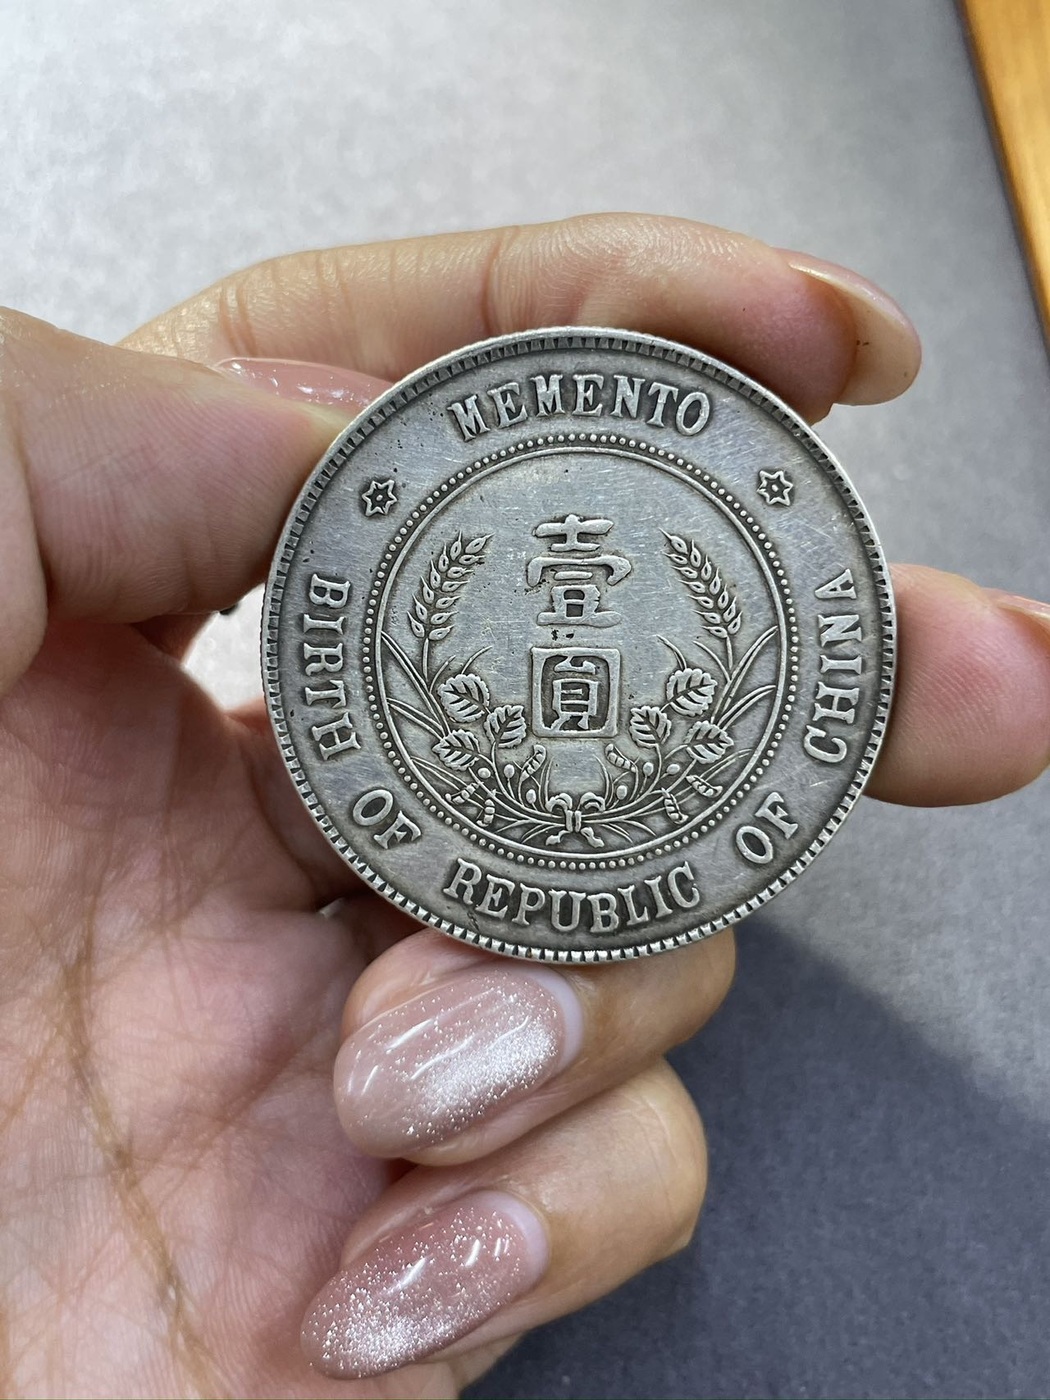 MEMENTO
壹
圓
BIRTH OF REPUBLIC OF CHINA